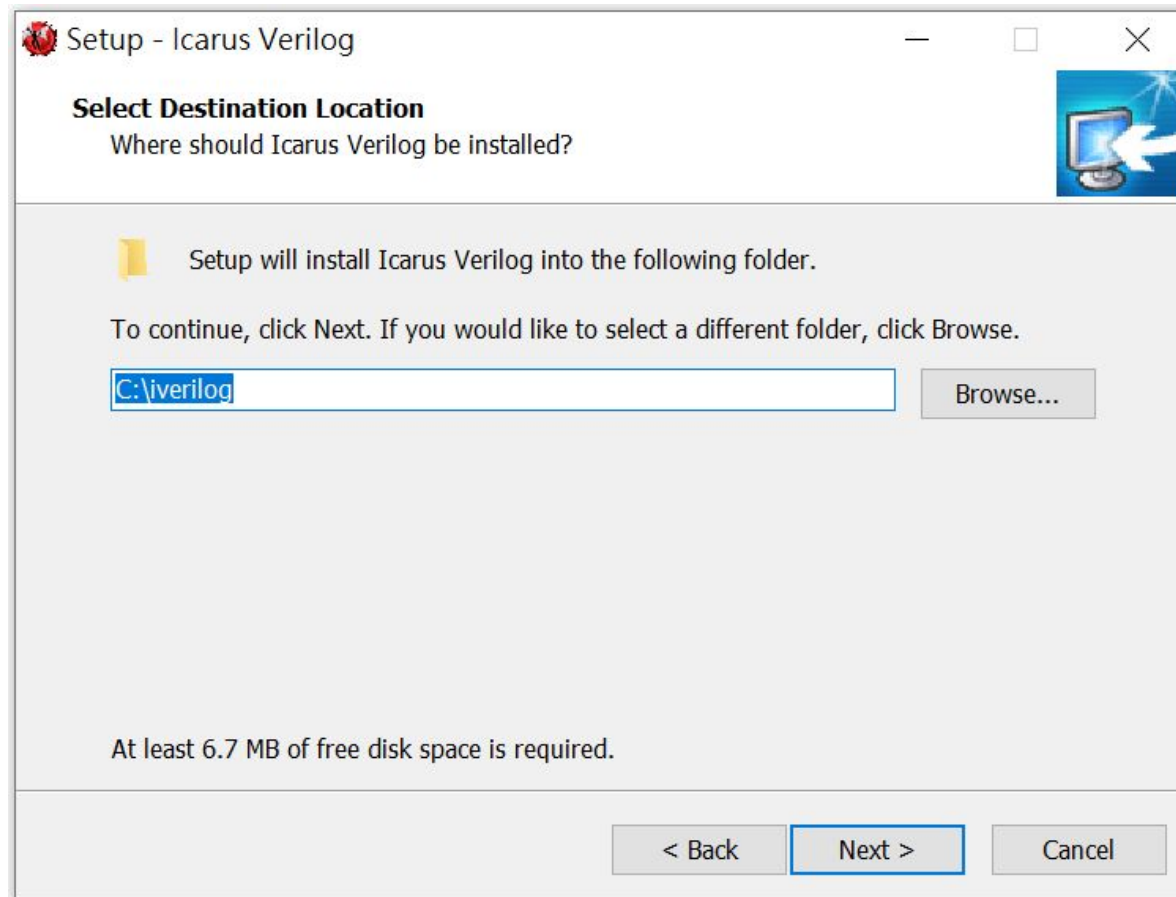 Setup - Icarus Verilog
Select Destination Location
Where should Icarus Verilog be installed?
Setup will install Icarus Verilog into the following folder.
To continue, click Next. If you would like to select a different folder, click Browse.
C:\iverilog
Browse...
At least 6.7 MB of free disk space is required.
< Back
Next >
Cancel